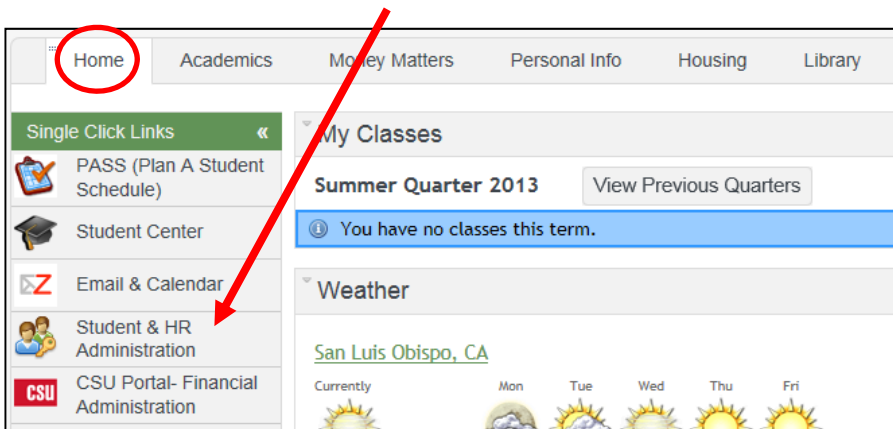 Home Academics Money Matters Personal Info Housing Library
Single Click Links «
PASS (Plan A Student
Schedule)
Student Center
Email & Calendar
Student & HR
Administration
CSU
CSU Portal- Financial
Administration
My Classes
Summer Quarter 2013 View Previous Quarters
You have no classes this term.
Weather
San Luis Obispo, CA
Currently Mon Tue Wed Thu Fri